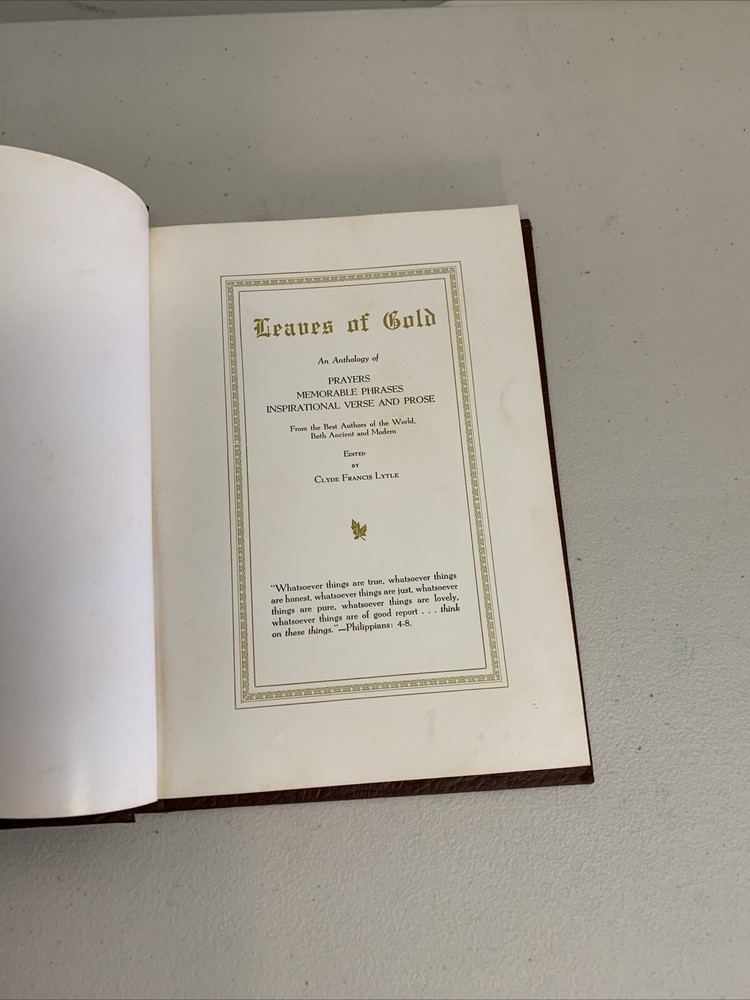 Leaves of Gold
An Anthology of
PRAYERS
MEMORABLE PHRASES
INSPIRATIONAL VERSE AND PROSE
From the Best Authors of the World,
Both Ancient and Modern
EDITED
BY
CLYDE FRANCIS LYTLE
"Whatsoever things are true, whatsoever things
are honest, whatsoever things are just, whatsoever
things are pure, whatsoever things are lovely,
whatsoever things are of good report . . . think
on these things."—Philippians: 4-8.